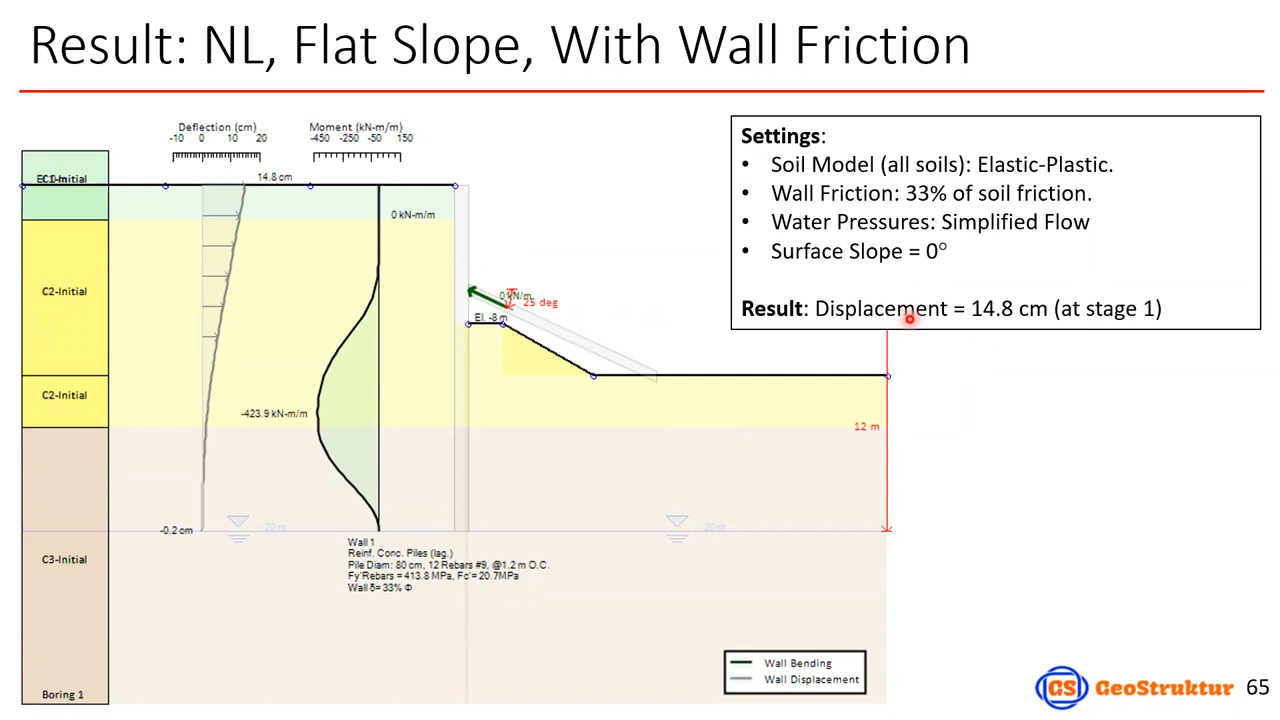 Result: NL, Flat Slope, With Wall Friction
Deflection (cm)
-10 0 10 20
Moment (kN-m/m)
-450 -250 -50 150
Settings:
• Soil Model (all soils): Elastic-Plastic.
• Wall Friction: 33% of soil friction.
• Water Pressures: Simplified Flow
• Surface Slope = 0°
Result: Displacement = 14.8 cm (at stage 1)
C1-Initial
14.8 cm
0 kN-m/m
C2-Initial
0 kN/m
25 deg
El. -8 m
C2-Initial
-423.9 kN-m/m
12 m
-0.2 cm
-20 m
-20 m
C3-Initial
Wall 1
Reinf. Conc. Piles (lag.)
Pile Diam: 80 cm, 12 Rebars #9, @1.2 m O.C.
Fy'Rebars = 413.8 MPa, Fc'= 20.7MPa
Wall δ= 33% Φ
Wall Bending
Wall Displacement
Boring 1
GS GeoStruktur 65